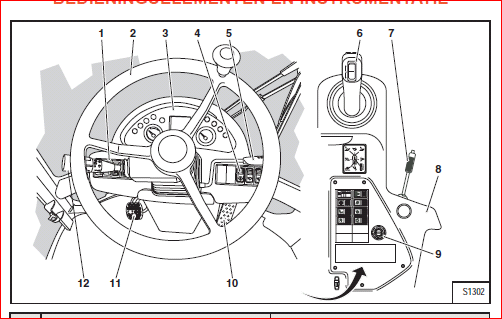 BEDIENINGSELEMENTEN EN INSTRUMENTATIE
1 2 3 4 5 6 7
8
9
12 11 10
S1302